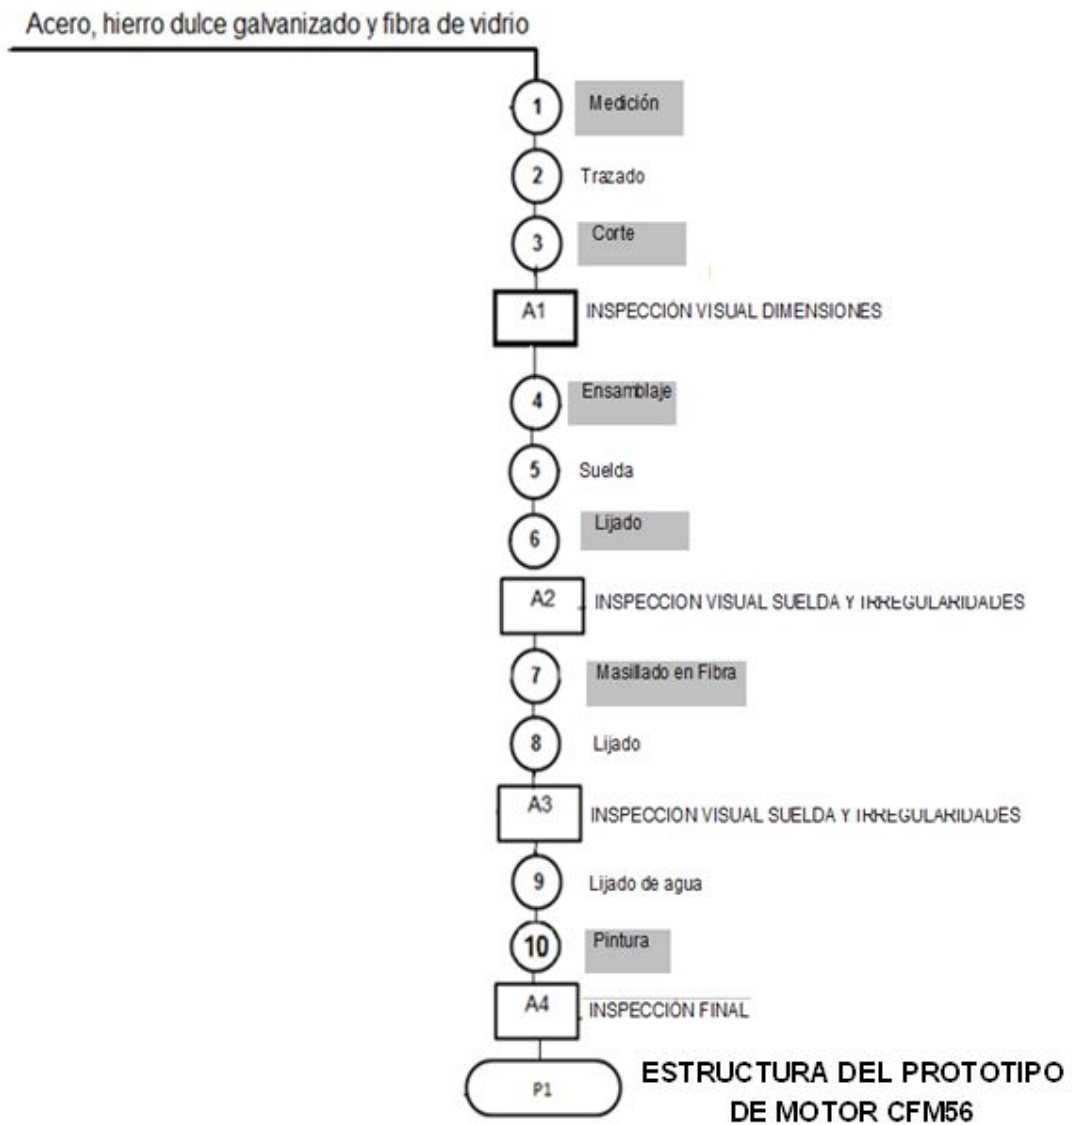 Acero, hierro dulce galvanizado y fibra de vidrio
1 Medición
2 Trazado
3 Corte
A1 INSPECCIÓN VISUAL DIMENSIONES
4 Ensamblaje
5 Suelda
6 Lijado
A2 INSPECCION VISUAL SUELDA Y IRREGULARIDADES
7 Masillado en Fibra
8 Lijado
A3 INSPECCION VISUAL SUELDA Y IRREGULARIDADES
9 Lijado de agua
10 Pintura
A4 INSPECCIÓN FINAL
P1 ESTRUCTURA DEL PROTOTIPO
DE MOTOR CFM56